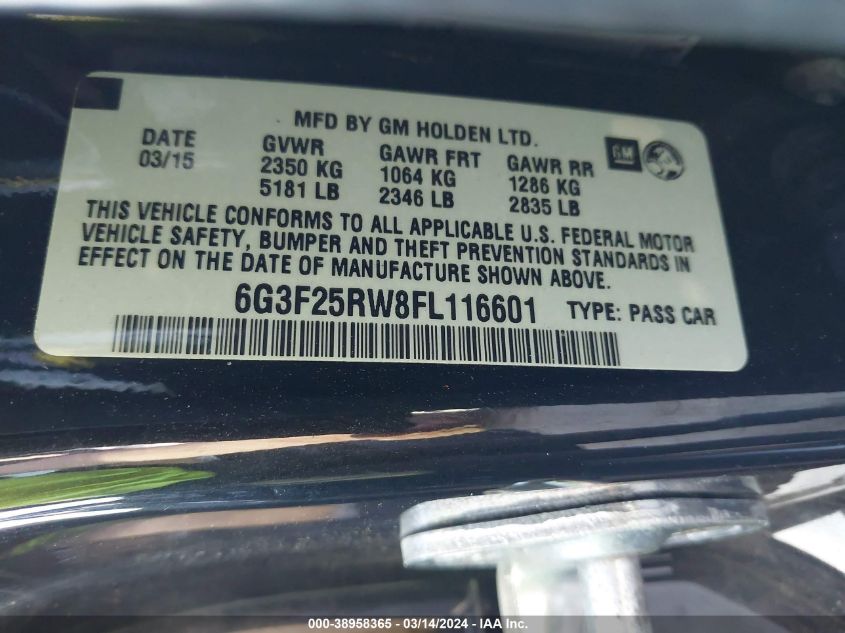 MFD BY GM HOLDEN LTD.
DATE GVWR GAWR FRT GAWR RR
03/15 2350 KG 1064 KG 1286 KG
5181 LB 2346 LB 2835 LB
GM
THIS VEHICLE CONFORMS TO ALL APPLICABLE U.S. FEDERAL MOTOR
VEHICLE SAFETY, BUMPER AND THEFT PREVENTION STANDARDS IN
EFFECT ON THE DATE OF MANUFACTURE SHOWN ABOVE.
6G3F25RW8FL116601 TYPE: PASS CAR
000-38958365 - 03/14/2024 - IAA Inc.